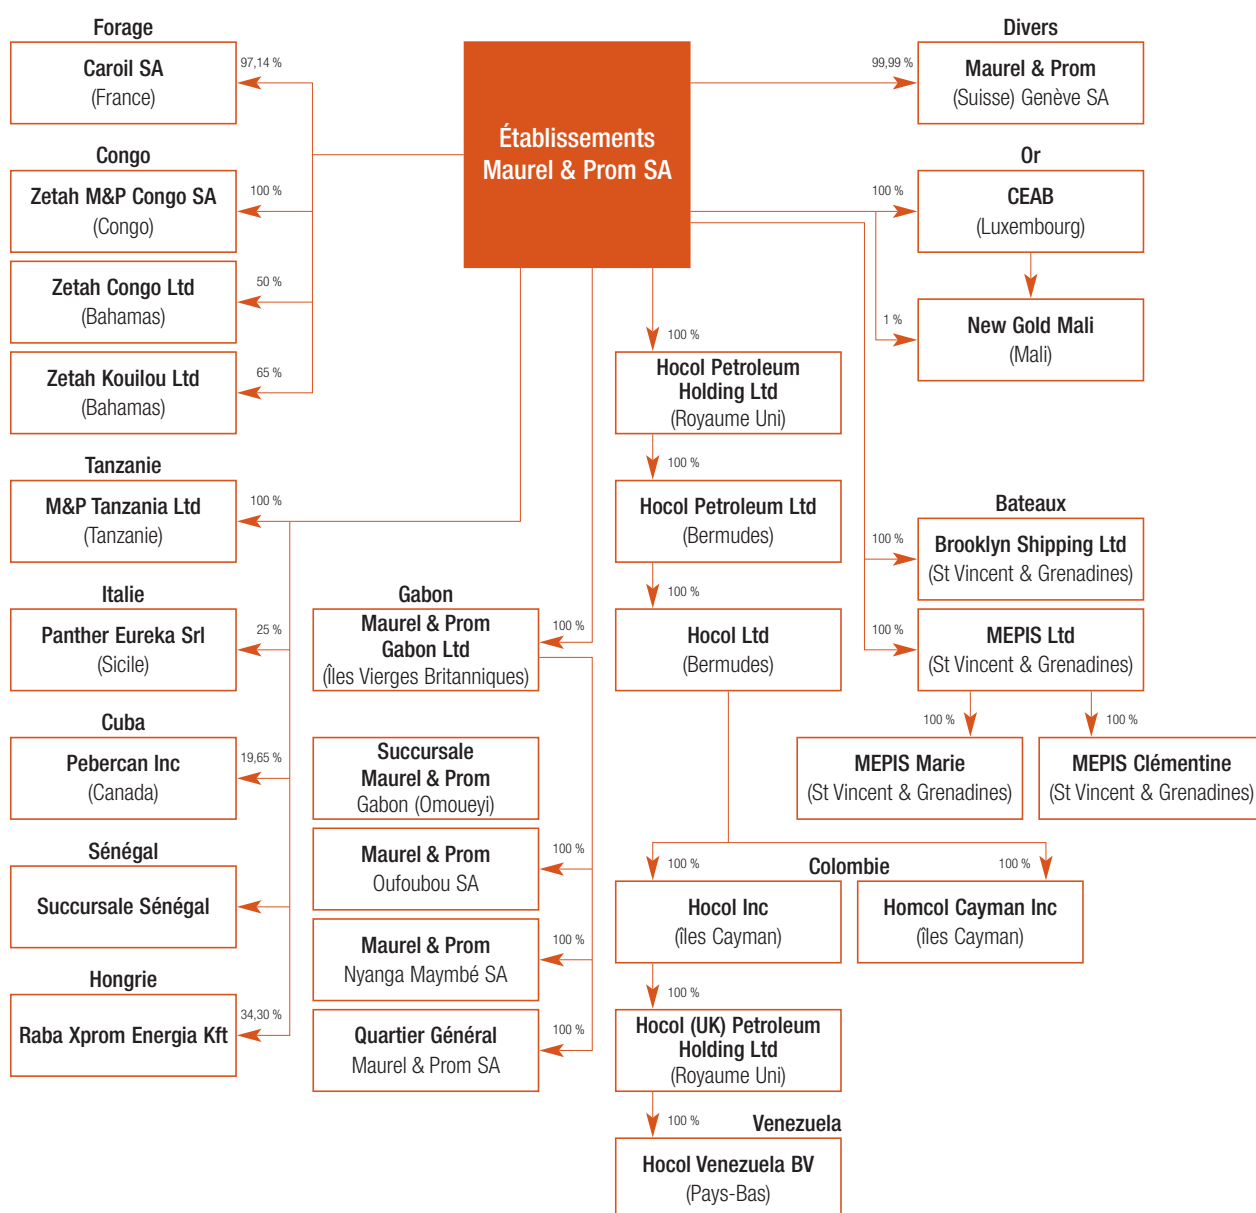 Forage
Caroil SA
(France)
97,14 %
Congo
Zetah M&P Congo SA
(Congo)
100 %
Zetah Congo Ltd
(Bahamas)
50 %
Zetah Kouilou Ltd
(Bahamas)
65 %
Tanzanie
M&P Tanzania Ltd
(Tanzanie)
100 %
Italie
Panther Eureka Srl
(Sicile)
25 %
Cuba
Pebercan Inc
(Canada)
19,65 %
Sénégal
Succursale Sénégal
Hongrie
Raba Xprom Energia Kft
34,30 %
Établissements
Maurel & Prom SA
Gabon
Maurel & Prom
Gabon Ltd
(Îles Vierges Britanniques)
100 %
Succursale
Maurel & Prom
Gabon (Omoueyi)
Maurel & Prom
Oufoubou SA
100 %
Maurel & Prom
Nyanga Maymbé SA
100 %
Quartier Général
Maurel & Prom SA
100 %
100 %
Hocol Petroleum
Holding Ltd
(Royaume Uni)
100 %
Hocol Petroleum Ltd
(Bermudes)
100 %
Hocol Ltd
(Bermudes)
Colombie
100 %
Hocol Inc
(îles Cayman)
100 %
Homcol Cayman Inc
(îles Cayman)
100 %
Hocol (UK) Petroleum
Holding Ltd
(Royaume Uni)
100 %
Venezuela
Hocol Venezuela BV
(Pays-Bas)
Divers
99,99 %
Maurel & Prom
(Suisse) Genève SA
Or
100 %
CEAB
(Luxembourg)
1 %
New Gold Mali
(Mali)
Bateaux
100 %
Brooklyn Shipping Ltd
(St Vincent & Grenadines)
100 %
MEPIS Ltd
(St Vincent & Grenadines)
100 %
MEPIS Marie
(St Vincent & Grenadines)
100 %
MEPIS Clémentine
(St Vincent & Grenadines)